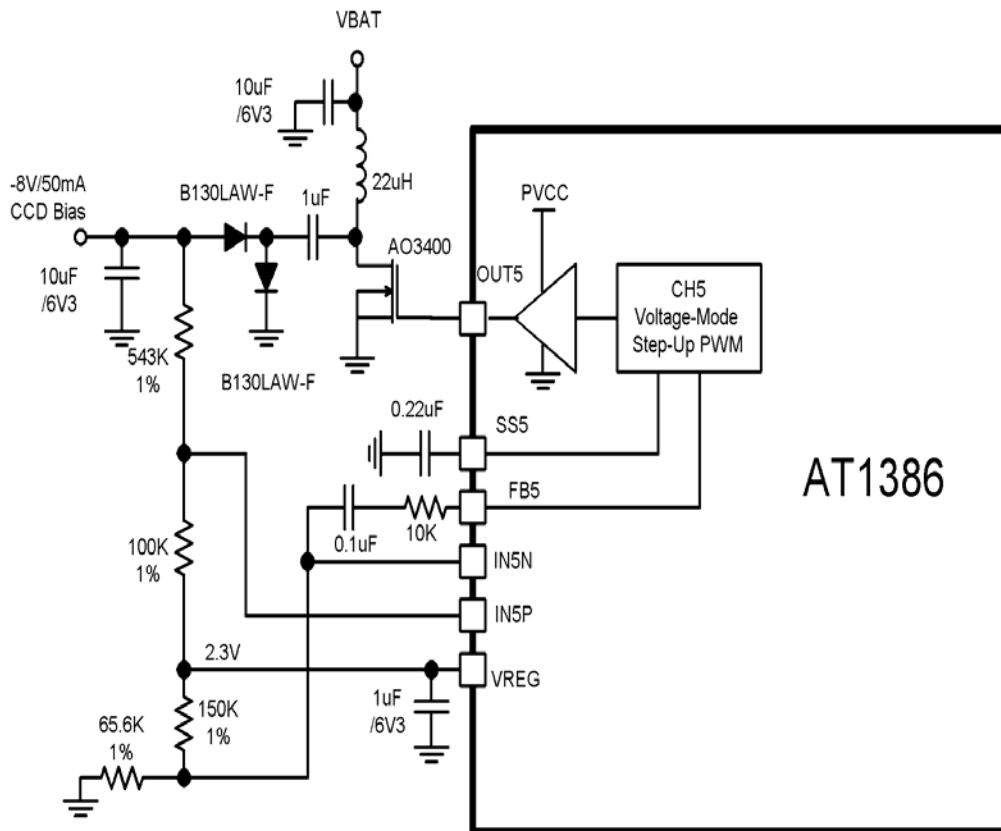 VBAT
10uF
/6V3
22uH
-8V/50mA
CCD Bias
B130LAW-F
1uF
10uF
/6V3
B130LAW-F
AO3400
PVCC
OUT5
CH5
Voltage-Mode
Step-Up PWM
543K
1%
0.22uF
SS5
FB5
10K
0.1uF
AT1386
100K
1%
IN5N
IN5P
2.3V
VREG
1uF
/6V3
150K
1%
65.6K
1%